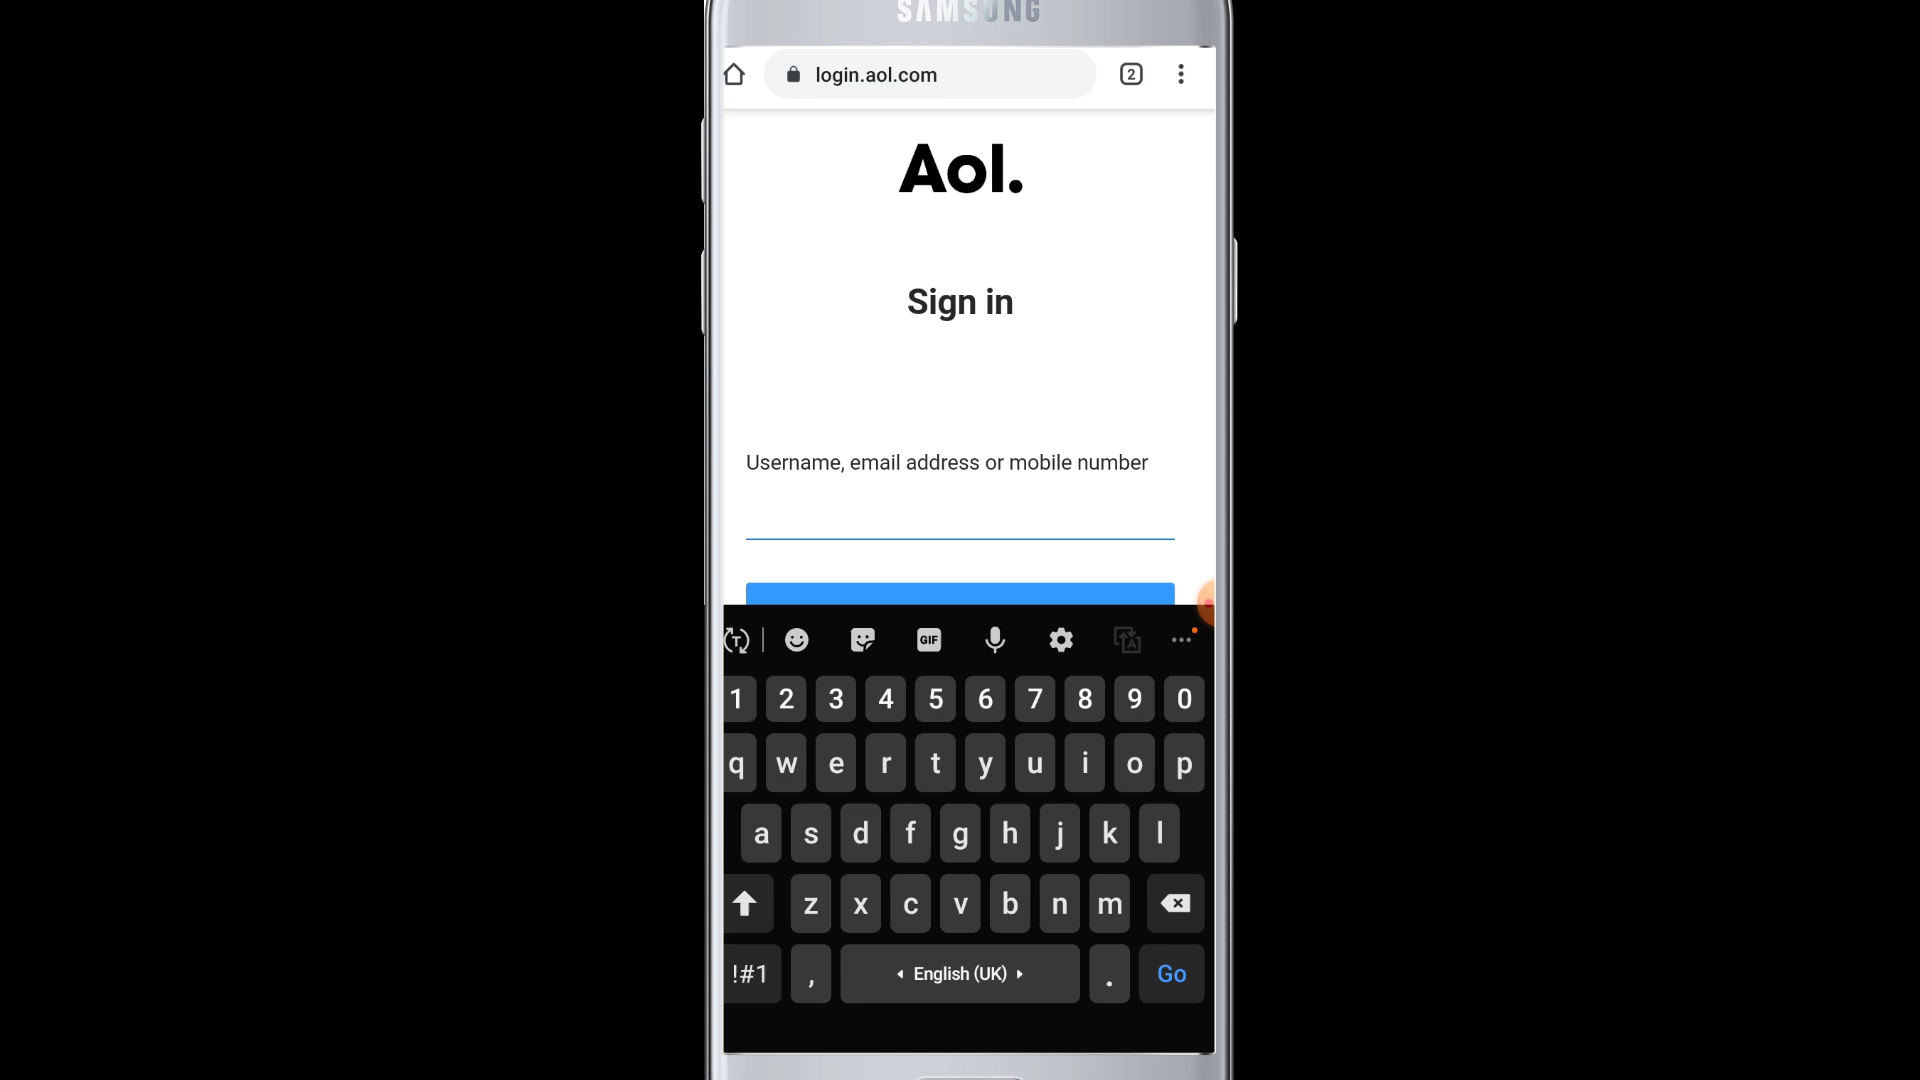 SAMSUNG
login.aol.com
2
Aol.
Sign in
Username, email address or mobile number
T
GIF
A
1 2 3 4 5 6 7 8 9 0
q w e r t y u i o p
a s d f g h j k l
z x c v b n m
!#1 , English (UK) . Go